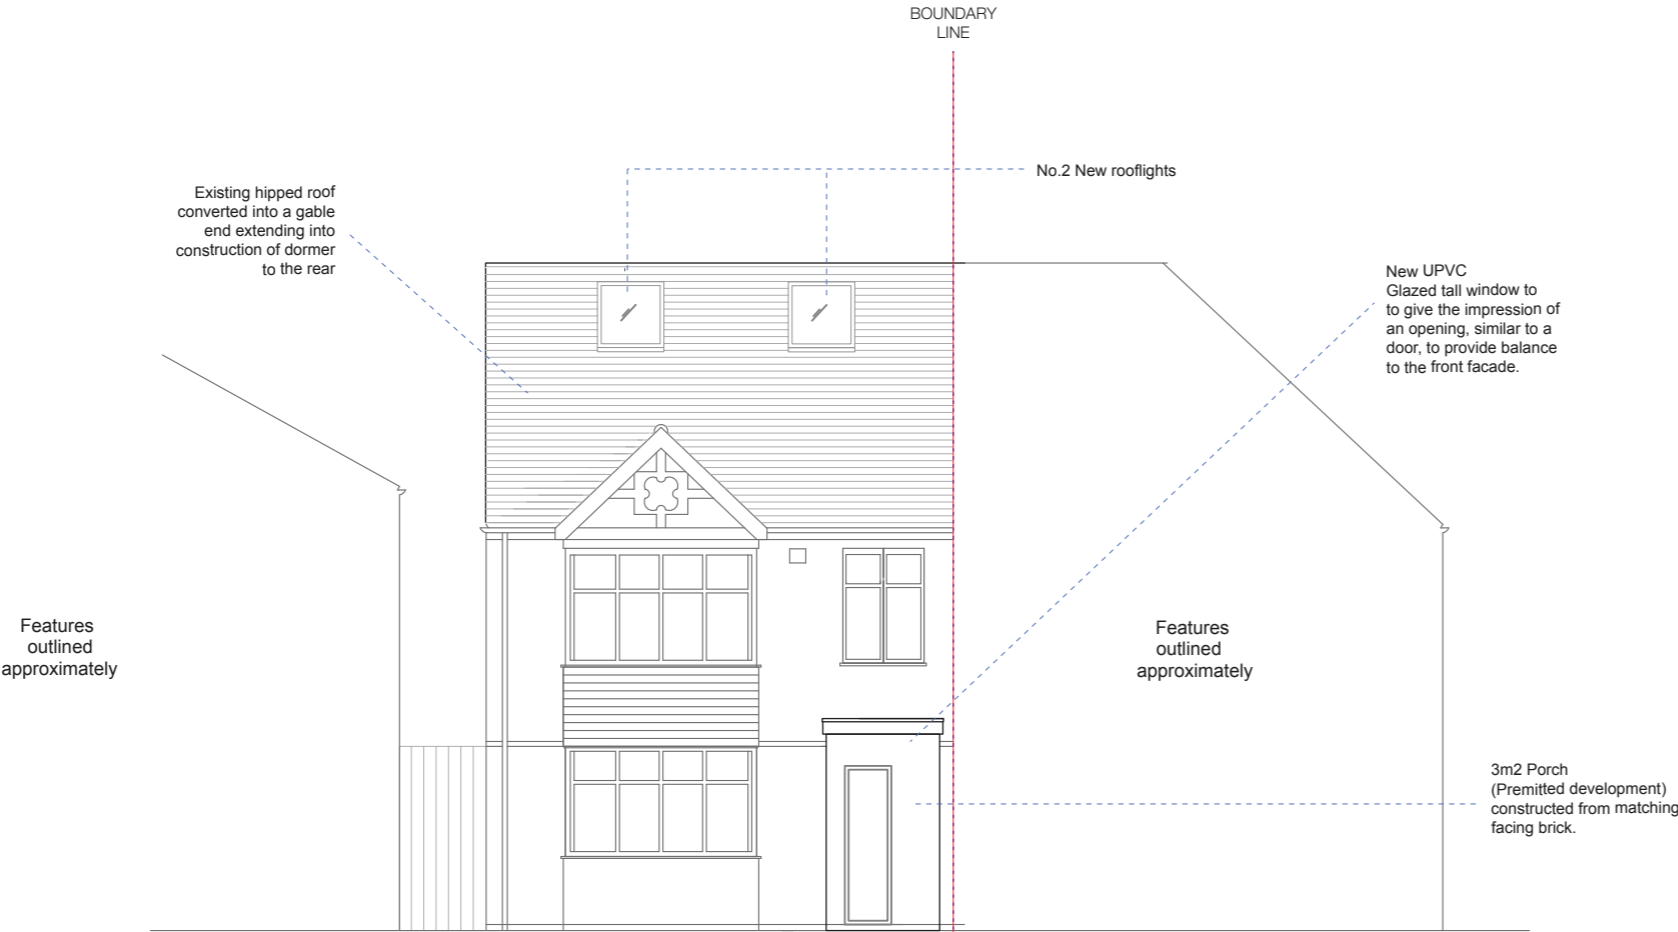 BOUNDARY
LINE
No.2 New rooflights
Existing hipped roof
converted into a gable
end extending into
construction of dormer
to the rear
New UPVC
Glazed tall window to
to give the impression of
an opening, similar to a
door, to provide balance
to the front facade.
Features
outlined
approximately
Features
outlined
approximately
3m2 Porch
(Premitted development)
constructed from matching
facing brick.